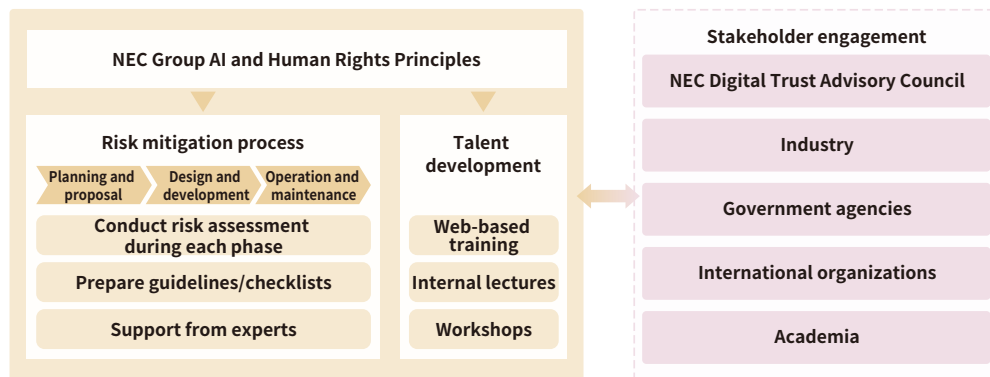 NEC Group AI and Human Rights Principles
Risk mitigation process
Planning and
proposal
Design and
development
Operation and
maintenance
Conduct risk assessment
during each phase
Prepare guidelines/checklists
Support from experts
Talent
development
Web-based
training
Internal lectures
Workshops
Stakeholder engagement
NEC Digital Trust Advisory Council
Industry
Government agencies
International organizations
Academia